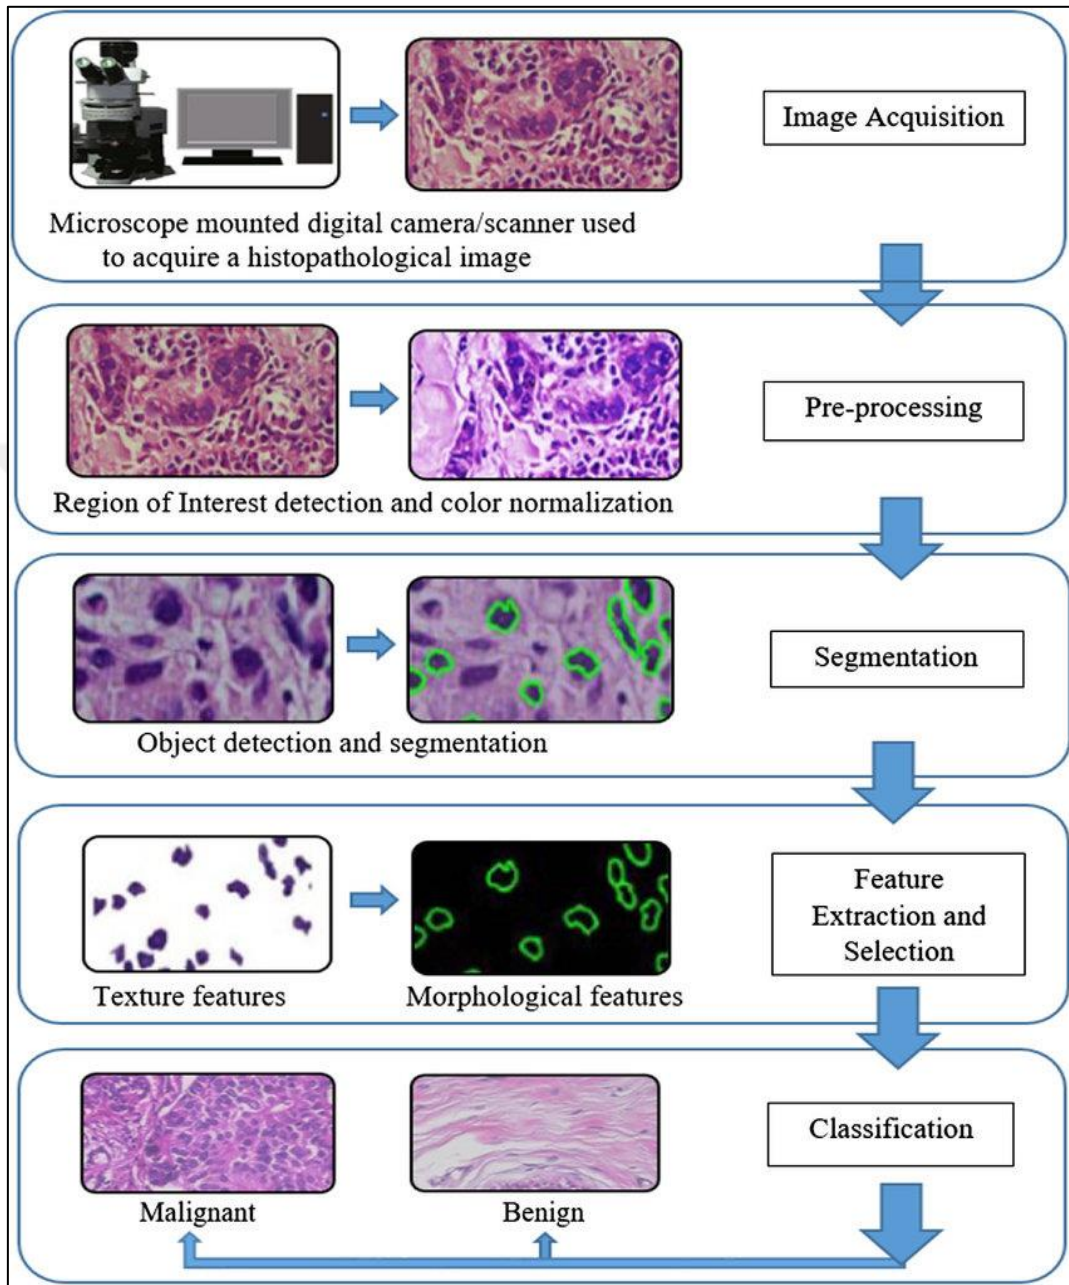 Image Acquisition
Microscope mounted digital camera/scanner used
to acquire a histopathological image
Pre-processing
Region of Interest detection and color normalization
Segmentation
Object detection and segmentation
Feature
Extraction and
Selection
Texture features
Morphological features
Classification
Malignant
Benign